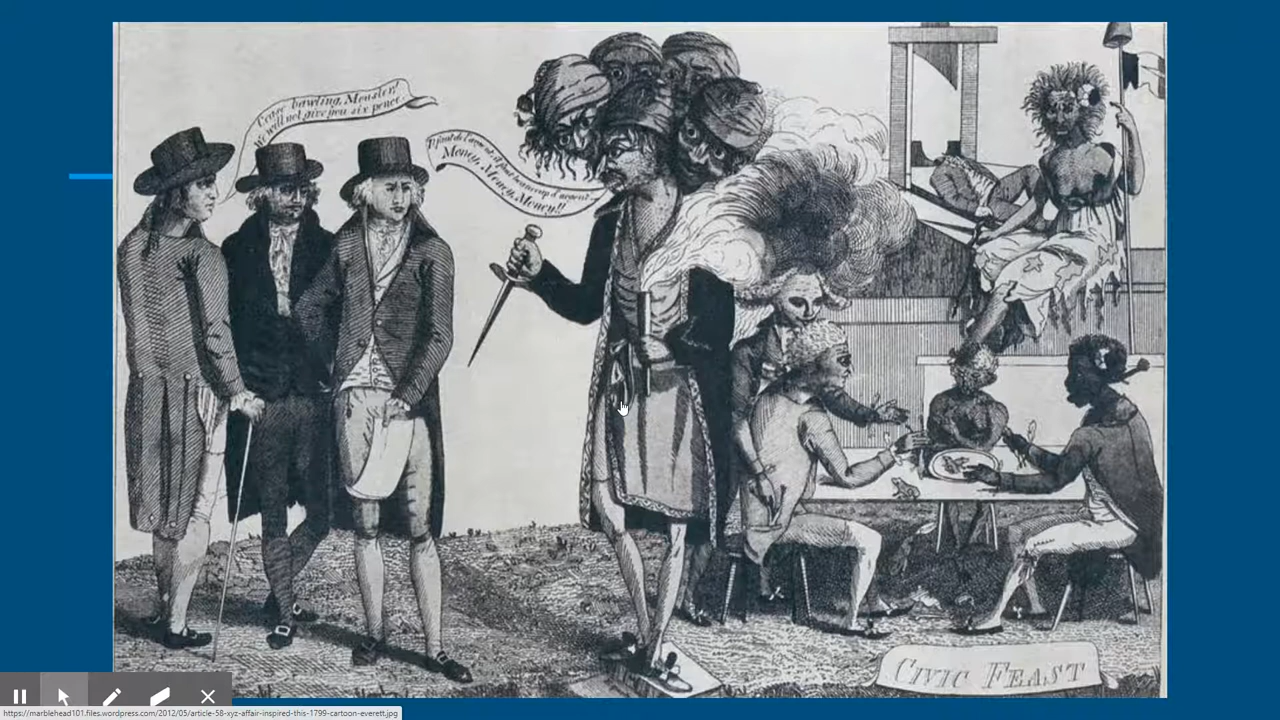 Cease bawling, Monster!
We will not give you six pence.
Il faut de l'argent, il faut beaucoup d'argent
Money, Money, Money!!
CIVIC FEAST
https://marblehead101.files.wordpress.com/2012/05/article-58-xyz-affair-inspired-this-1799-cartoon-everett.jpg